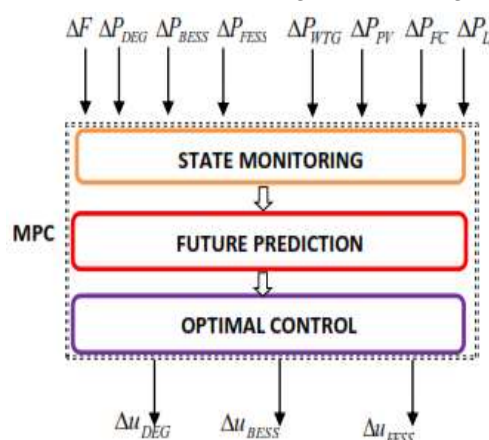 ΔF ΔP_DEG ΔP_BESS ΔP_FESS ΔP_WTG ΔP_PV ΔP_FC ΔP_L
STATE MONITORING
MPC
FUTURE PREDICTION
OPTIMAL CONTROL
Δu_DEG Δu_BESS Δu_FESS